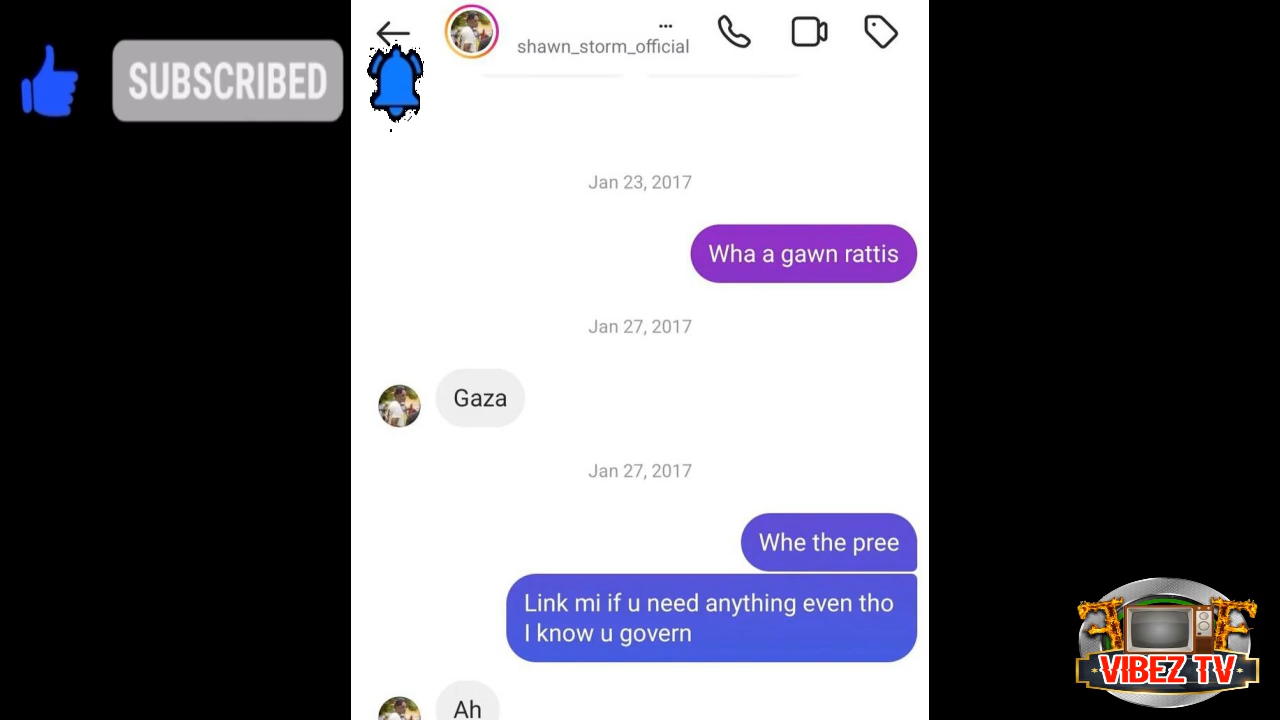 SUBSCRIBED
...
shawn_storm_official
Jan 23, 2017
Wha a gawn rattis
Jan 27, 2017
Gaza
Jan 27, 2017
Whe the pree
Link mi if u need anything even tho
I know u govern
Ah
VIBEZ TV